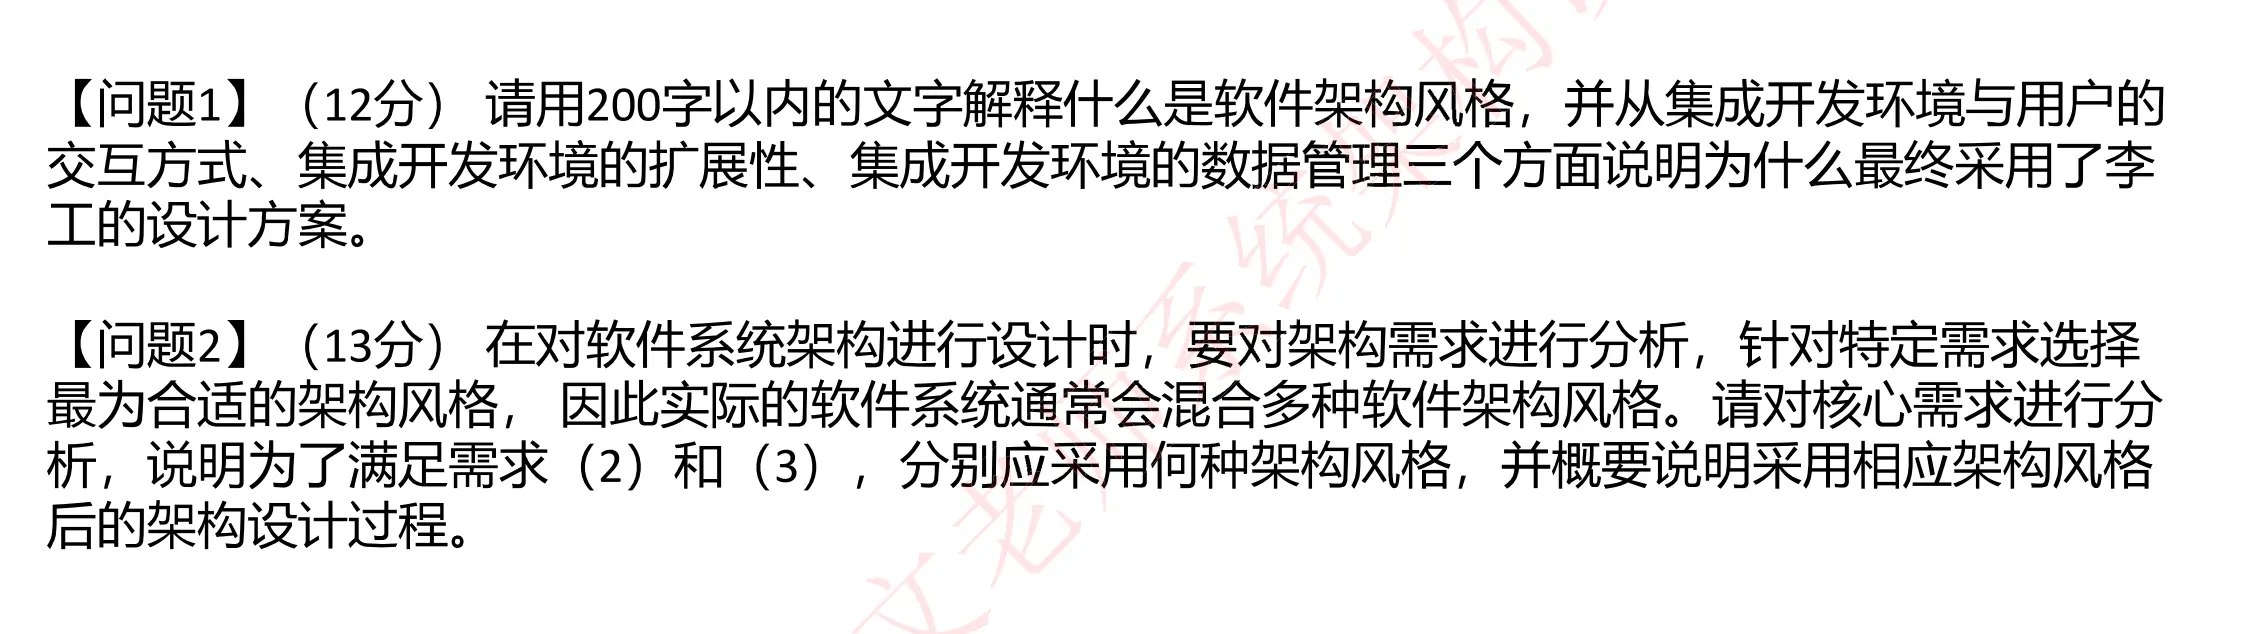 【问题1】（12分） 请用200字以内的文字解释什么是软件架构风格，并从集成开发环境与用户的
交互方式、集成开发环境的扩展性、集成开发环境的数据管理三个方面说明为什么最终采用了李
工的设计方案。
【问题2】（13分） 在对软件系统架构进行设计时，要对架构需求进行分析，针对特定需求选择
最为合适的架构风格， 因此实际的软件系统通常会混合多种软件架构风格。请对核心需求进行分
析，说明为了满足需求（2）和（3），分别应采用何种架构风格，并概要说明采用相应架构风格
后的架构设计过程。
文老师系统架构